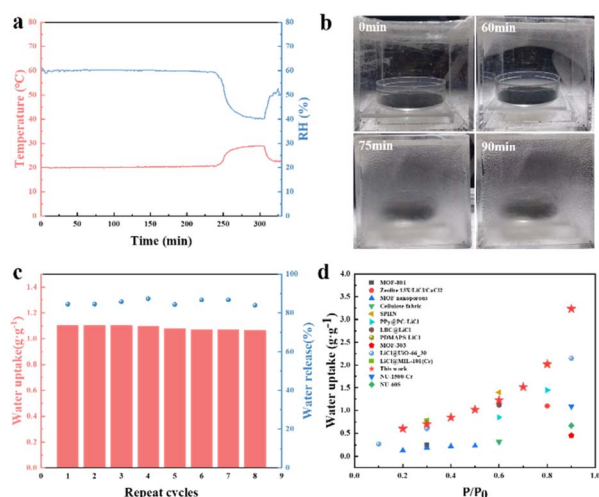 a
Temperature (°C)
80
70
60
50
40
30
20
10
0
80
70
60
50
40
30
20
10
0
RH (%)
0
50
100
150
200
250
300
Time (min)
b
0min
60min
75min
90min
c
Water uptake(g·g⁻¹)
1.4
1.2
1.0
0.8
0.6
0.4
0.2
0.0
100
80
60
40
20
0
Water release(%)
0
1
2
3
4
5
6
7
8
9
Repeat cycles
d
Water uptake(g·g⁻¹)
4.0
3.5
3.0
2.5
2.0
1.5
1.0
0.5
0.0
MOF-801
Zeolite 13X/LiCl/CaCl2
MOF nanoporous
Cellulose fabric
SPHN
PPy@PC-LiCl
LBC@LiCl
PDMAPS-LiCl
MOF-303
LiCl@UiO-66_30
LiCl@MIL-101(Cr)
This work
NU-1500-Cr
NU-605
0.0
0.2
0.4
0.6
0.8
1.0
P/P₀